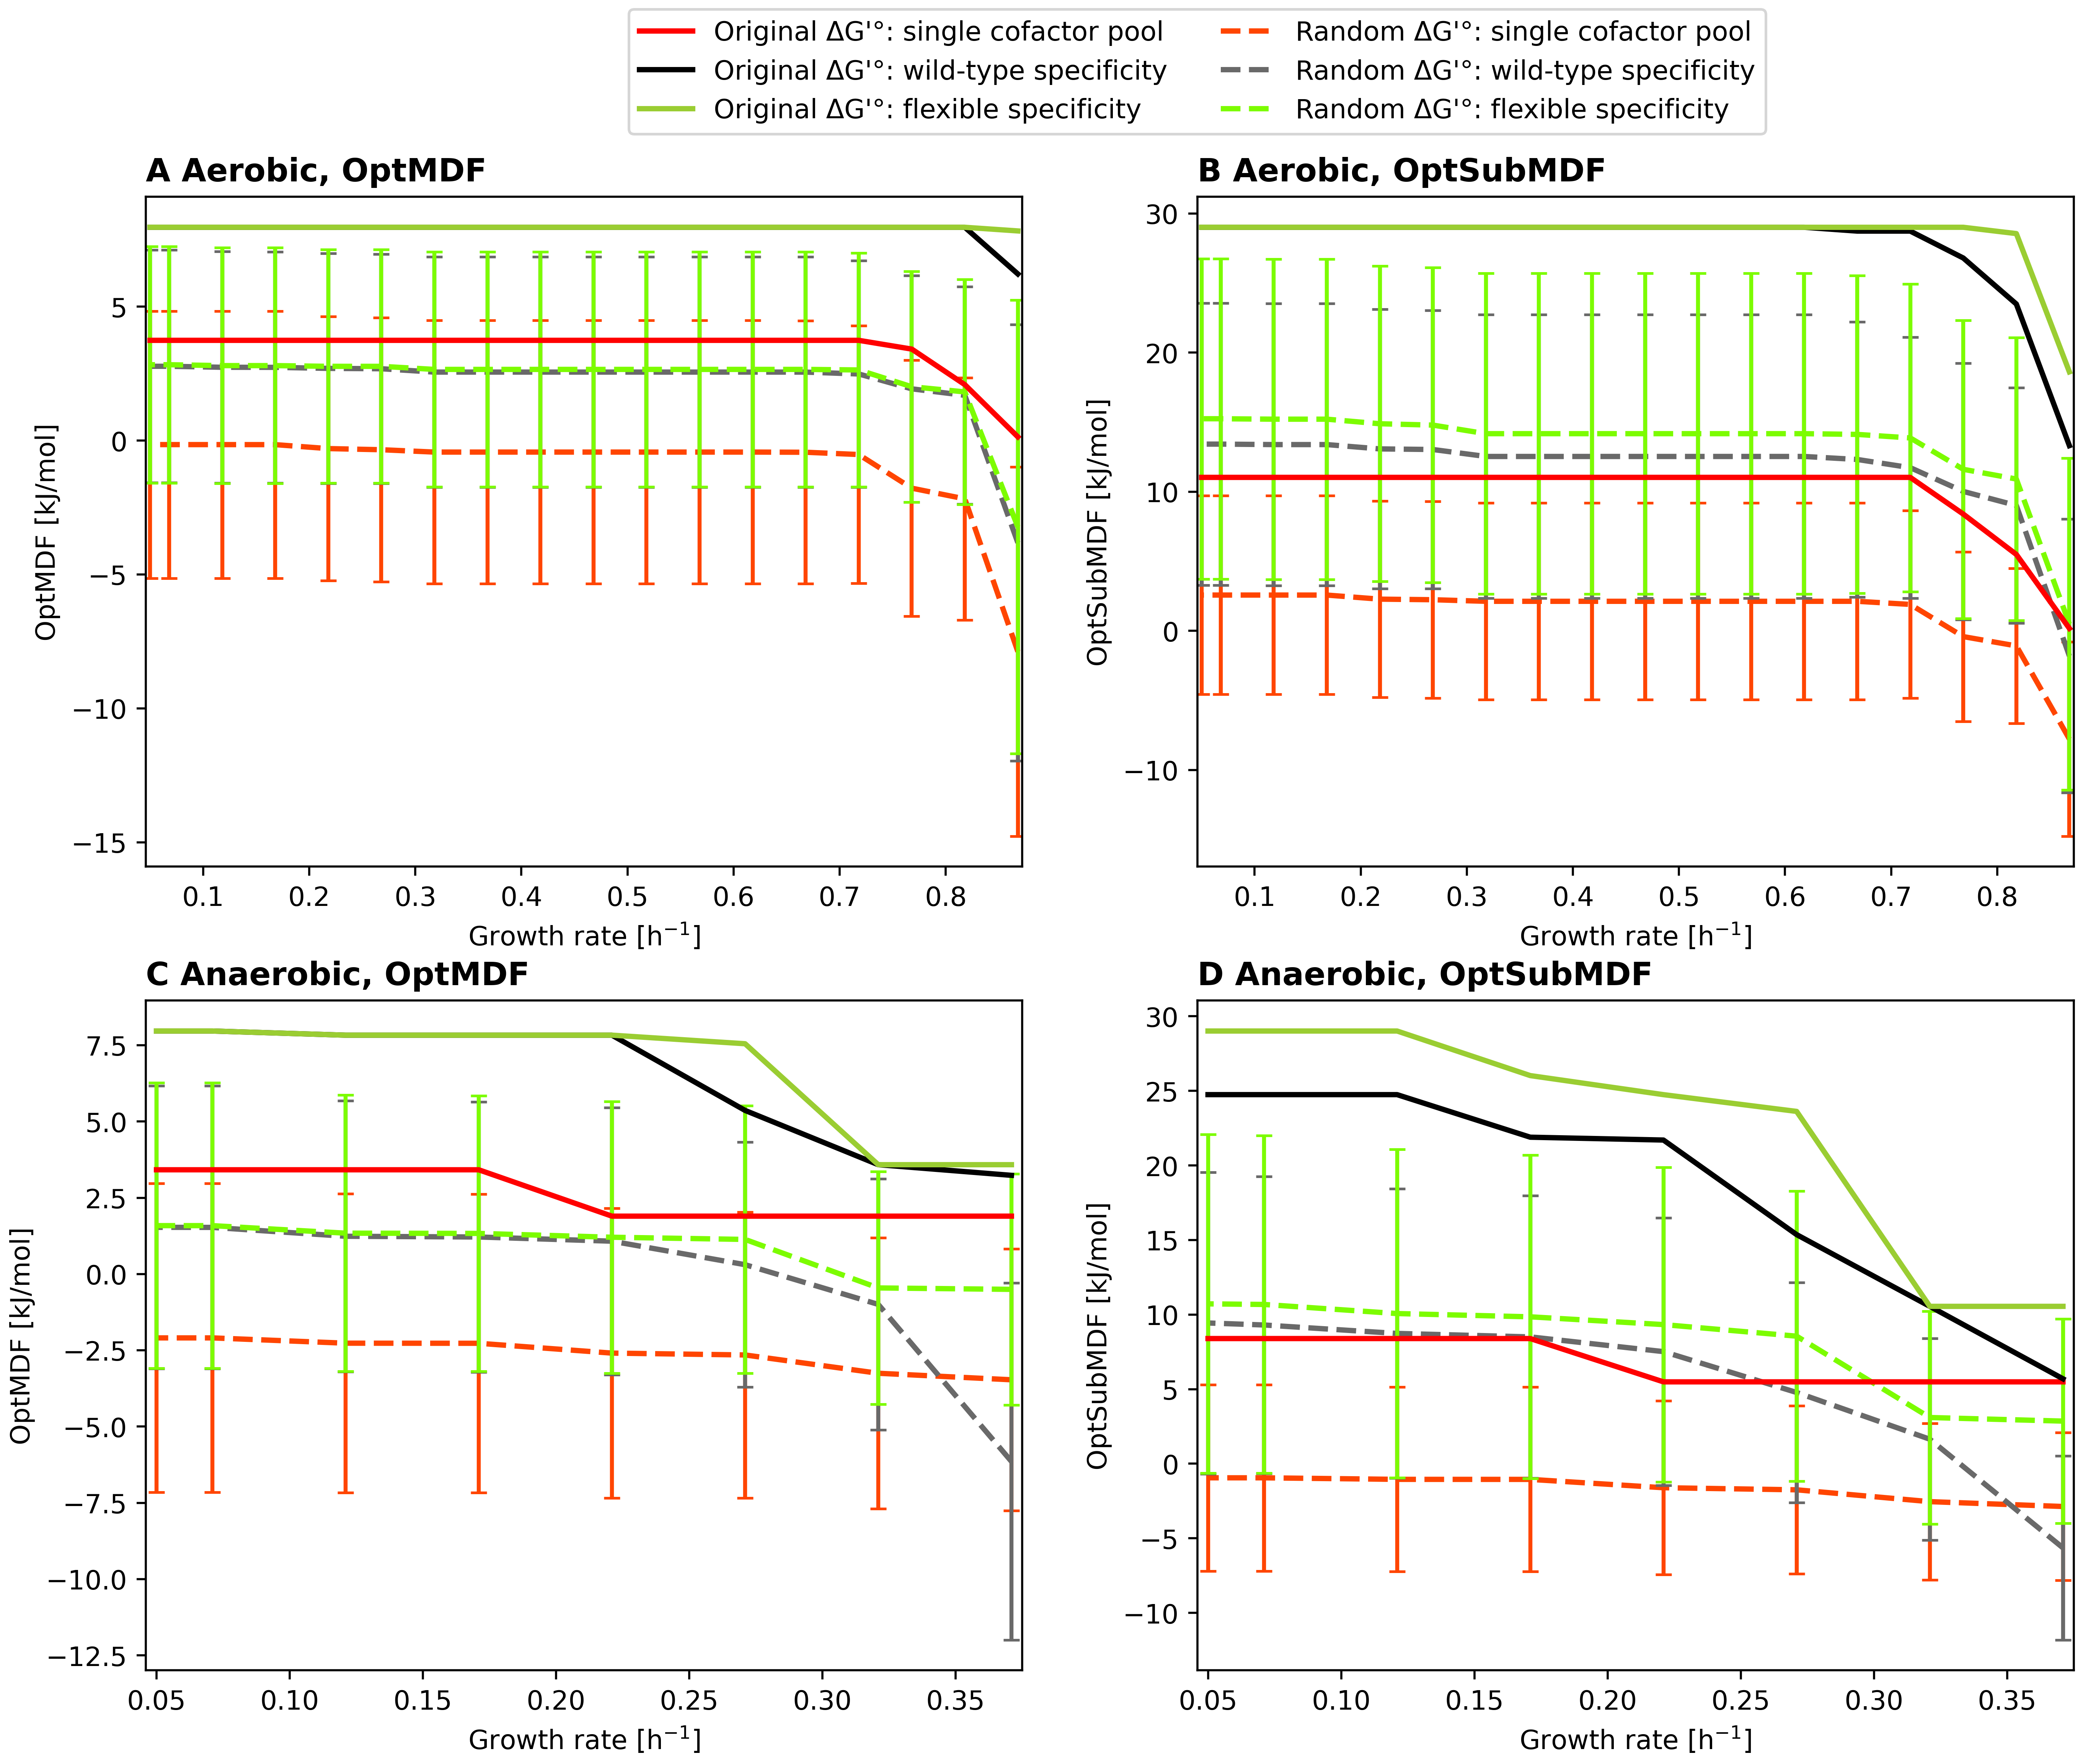 Original ΔG'°: single cofactor pool
Original ΔG'°: wild-type specificity
Original ΔG'°: flexible specificity
Random ΔG'°: single cofactor pool
Random ΔG'°: wild-type specificity
Random ΔG'°: flexible specificity
A Aerobic, OptMDF
OptMDF [kJ/mol]
5
0
−5
−10
−15
0.1 0.2 0.3 0.4 0.5 0.6 0.7 0.8
Growth rate [h⁻¹]
B Aerobic, OptSubMDF
OptSubMDF [kJ/mol]
30
20
10
0
−10
0.1 0.2 0.3 0.4 0.5 0.6 0.7 0.8
Growth rate [h⁻¹]
C Anaerobic, OptMDF
OptMDF [kJ/mol]
7.5
5.0
2.5
0.0
−2.5
−5.0
−7.5
−10.0
−12.5
0.05 0.10 0.15 0.20 0.25 0.30 0.35
Growth rate [h⁻¹]
D Anaerobic, OptSubMDF
OptSubMDF [kJ/mol]
30
25
20
15
10
5
0
−5
−10
0.05 0.10 0.15 0.20 0.25 0.30 0.35
Growth rate [h⁻¹]